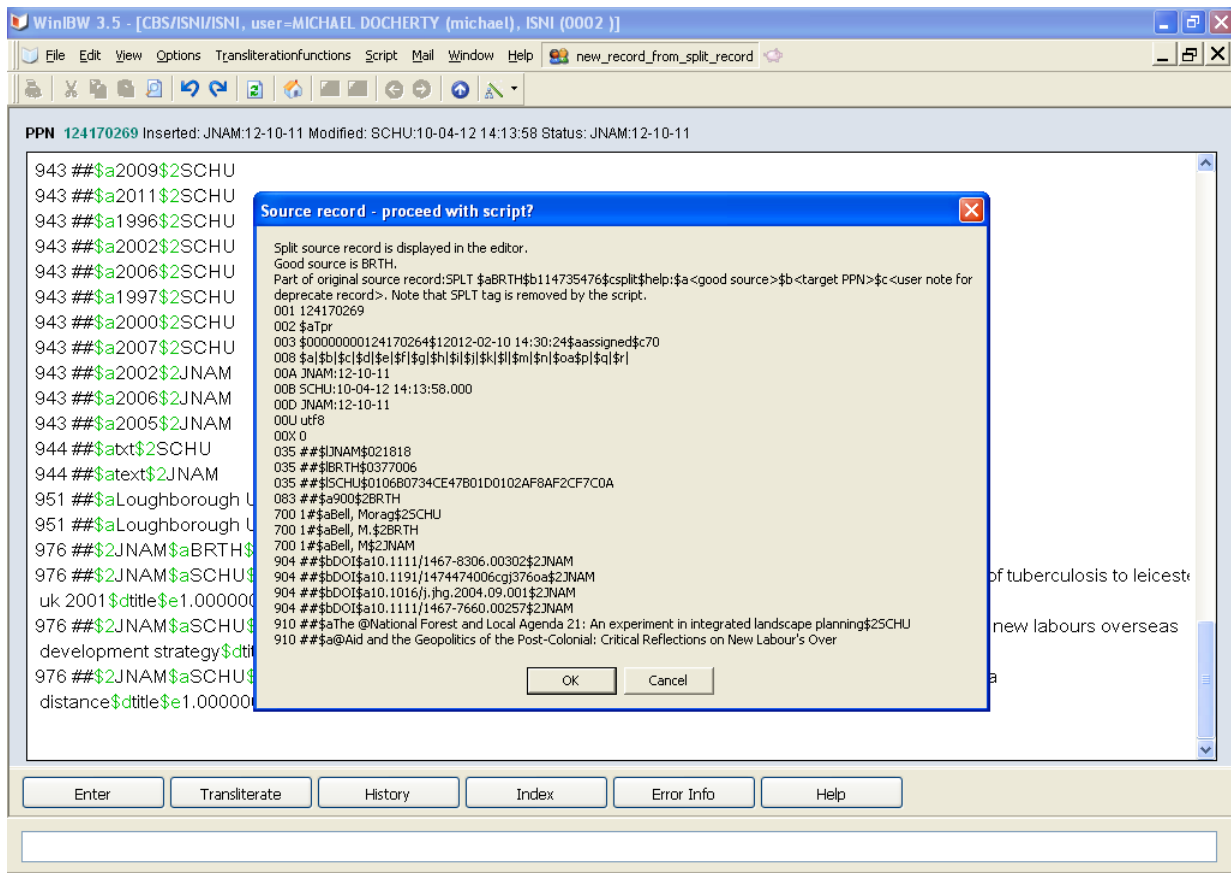 WinIBW 3.5 - [CBS/ISNI/ISNI, user=MICHAEL DOCHERTY (michael), ISNI (0002 )]
File Edit View Options Transliterationfunctions Script Mail Window Help new_record_from_split_record
PPN 124170269 Inserted: JNAM:12-10-11 Modified: SCHU:10-04-12 14:13:58 Status: JNAM:12-10-11
943 ##$a2009$2SCHU
943 ##$a2011$2SCHU
943 ##$a1996$2SCHU
943 ##$a2002$2SCHU
943 ##$a2006$2SCHU
943 ##$a1997$2SCHU
943 ##$a2000$2SCHU
943 ##$a2007$2SCHU
943 ##$a2002$2JNAM
943 ##$a2006$2JNAM
943 ##$a2005$2JNAM
944 ##$atxt$2SCHU
944 ##$atext$2JNAM
951 ##$aLoughborough U
951 ##$aLoughborough U
976 ##$2JNAM$aBRTH$
976 ##$2JNAM$aSCHU$ of tuberculosis to leiceste
uk 2001$dtitle$e1.000000
976 ##$2JNAM$aSCHU$ new labours overseas
development strategy$dtit
976 ##$2JNAM$aSCHU$ a
distance$dtitle$e1.000000
Source record - proceed with script?
Split source record is displayed in the editor.
Good source is BRTH.
Part of original source record:SPLT $aBRTH$b114735476$csplit$help:$a<good source>$b<target PPN>$c<user note for
deprecate record>. Note that SPLT tag is removed by the script.
001 124170269
002 $aTpr
003 $00000000124170264$12012-02-10 14:30:24$aassigned$c70
008 $a|$b|$c|$d|$e|$f|$g|$h|$i|$j|$k|$l|$m|$n|$oa$p|$q|$r|
00A JNAM:12-10-11
00B SCHU:10-04-12 14:13:58.000
00D JNAM:12-10-11
00U utf8
00X 0
035 ##$lJNAM$021818
035 ##$lBRTH$0377006
035 ##$lSCHU$0106B0734CE47B01D0102AF8AF2CF7C0A
083 ##$a900$2BRTH
700 1#$aBell, Morag$2SCHU
700 1#$aBell, M.$2BRTH
700 1#$aBell, M$2JNAM
904 ##$bDOI$a10.1111/1467-8306.00302$2JNAM
904 ##$bDOI$a10.1191/1474474006cgj376oa$2JNAM
904 ##$bDOI$a10.1016/j.jhg.2004.09.001$2JNAM
904 ##$bDOI$a10.1111/1467-7660.00257$2JNAM
910 ##$aThe @National Forest and Local Agenda 21: An experiment in integrated landscape planning$2SCHU
910 ##$a@Aid and the Geopolitics of the Post-Colonial: Critical Reflections on New Labour's Over
OK Cancel
Enter Transliterate History Index Error Info Help